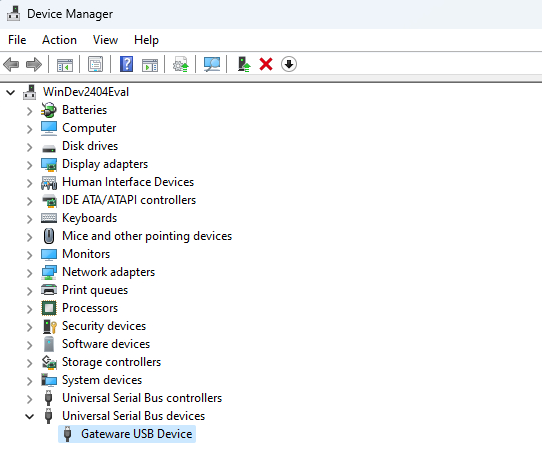 Device Manager
File Action View Help
WinDev2404Eval
Batteries
Computer
Disk drives
Display adapters
Human Interface Devices
IDE ATA/ATAPI controllers
Keyboards
Mice and other pointing devices
Monitors
Network adapters
Print queues
Processors
Security devices
Software devices
Storage controllers
System devices
Universal Serial Bus controllers
Universal Serial Bus devices
Gateware USB Device